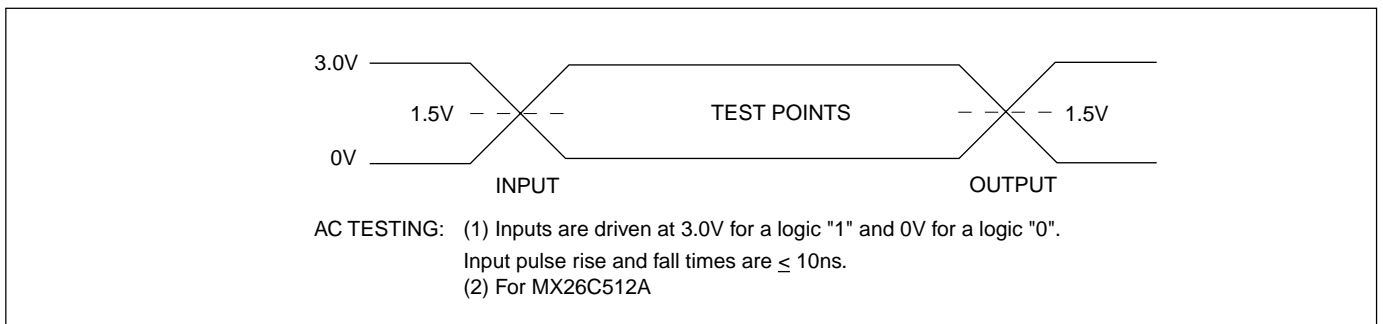 3.0V
1.5V
TEST POINTS
1.5V
0V
INPUT
OUTPUT
AC TESTING: (1) Inputs are driven at 3.0V for a logic "1" and 0V for a logic "0".
Input pulse rise and fall times are ≤ 10ns.
(2) For MX26C512A